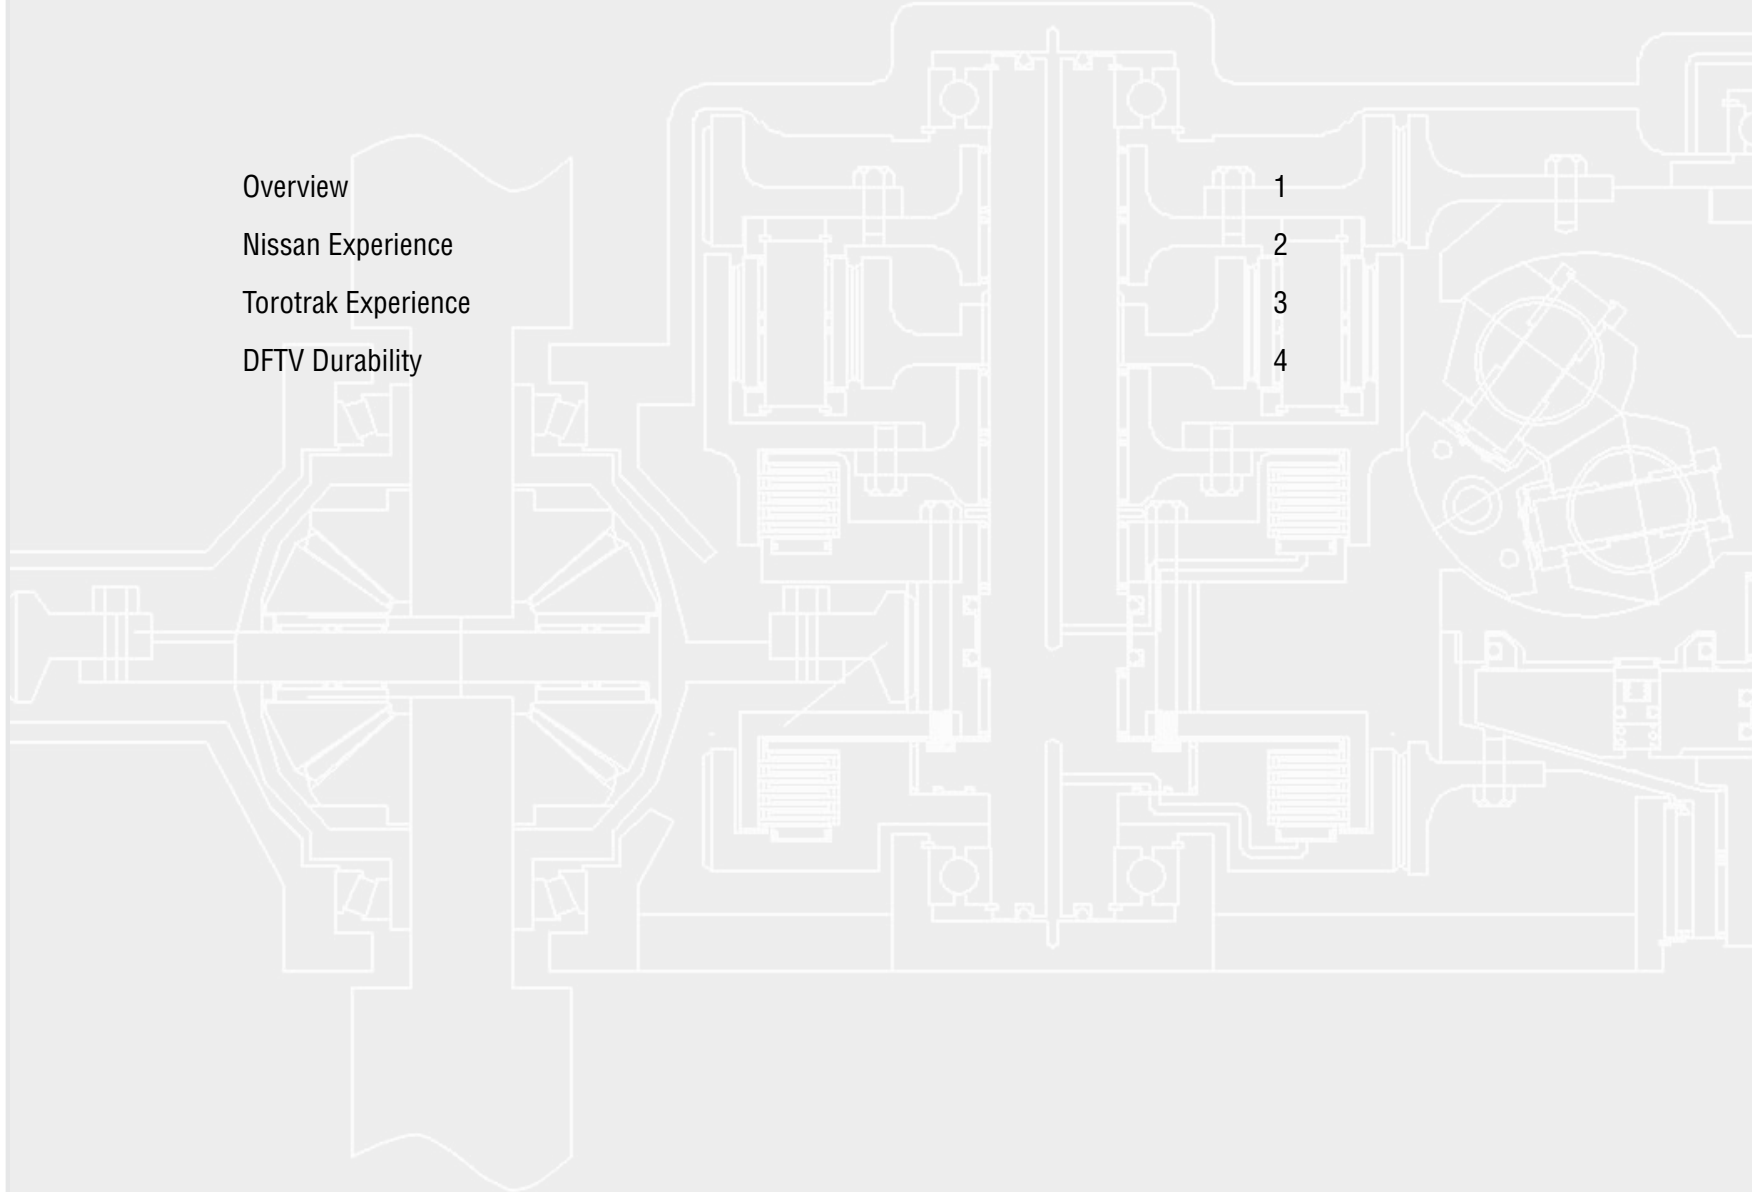 Overview 1
Nissan Experience 2
Torotrak Experience 3
DFTV Durability 4